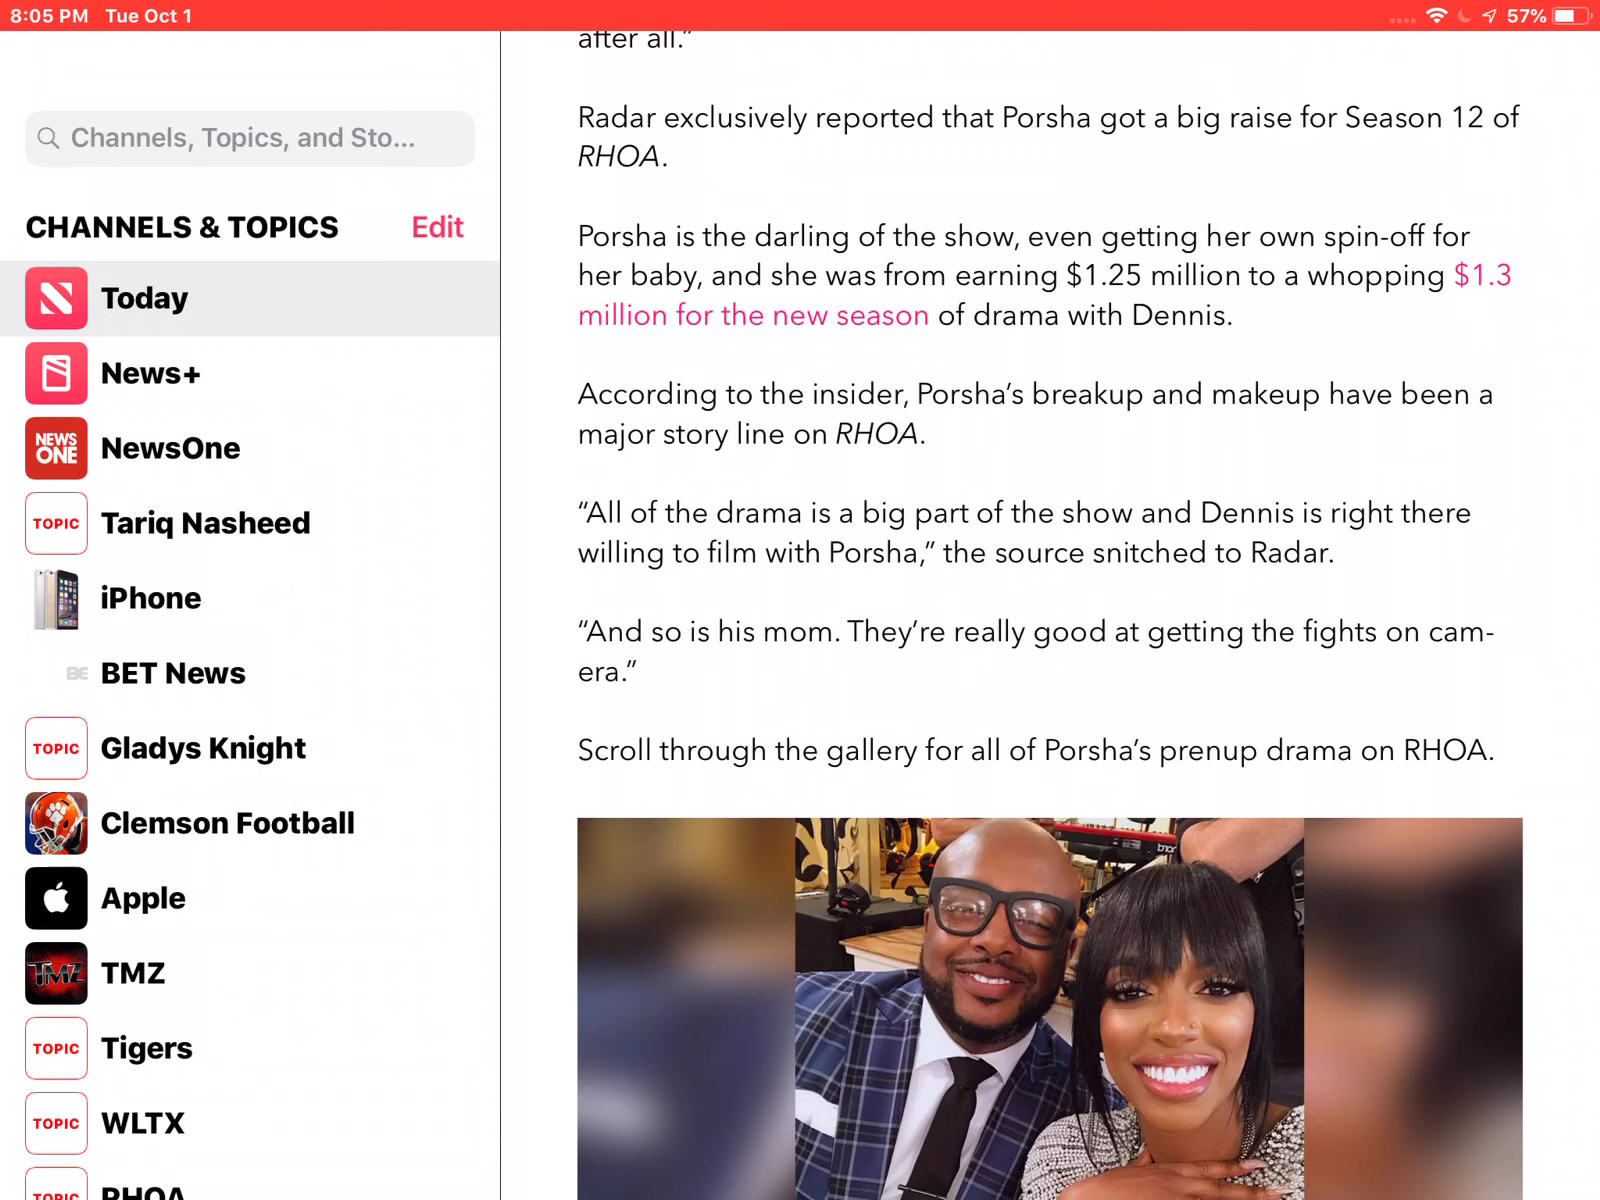 8:05 PM Tue Oct 1
57%
Channels, Topics, and Sto...
CHANNELS & TOPICS Edit
Today
News+
NEWS
ONE
NewsOne
TOPIC
Tariq Nasheed
iPhone
BE
BET News
TOPIC
Gladys Knight
Clemson Football
Apple
TMZ
TMZ
TOPIC
Tigers
TOPIC
WLTX
TOPIC
RHOA
after all.”
Radar exclusively reported that Porsha got a big raise for Season 12 of
RHOA.
Porsha is the darling of the show, even getting her own spin-off for
her baby, and she was from earning $1.25 million to a whopping $1.3
million for the new season of drama with Dennis.
According to the insider, Porsha’s breakup and makeup have been a
major story line on RHOA.
“All of the drama is a big part of the show and Dennis is right there
willing to film with Porsha,” the source snitched to Radar.
“And so is his mom. They’re really good at getting the fights on cam-
era.”
Scroll through the gallery for all of Porsha’s prenup drama on RHOA.